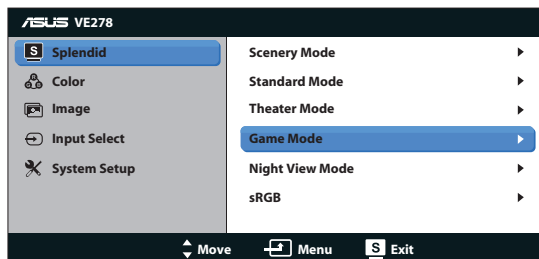 ASUS VE278
S Splendid
Color
Image
Input Select
System Setup
Scenery Mode
Standard Mode
Theater Mode
Game Mode
Night View Mode
sRGB
Move Menu S Exit